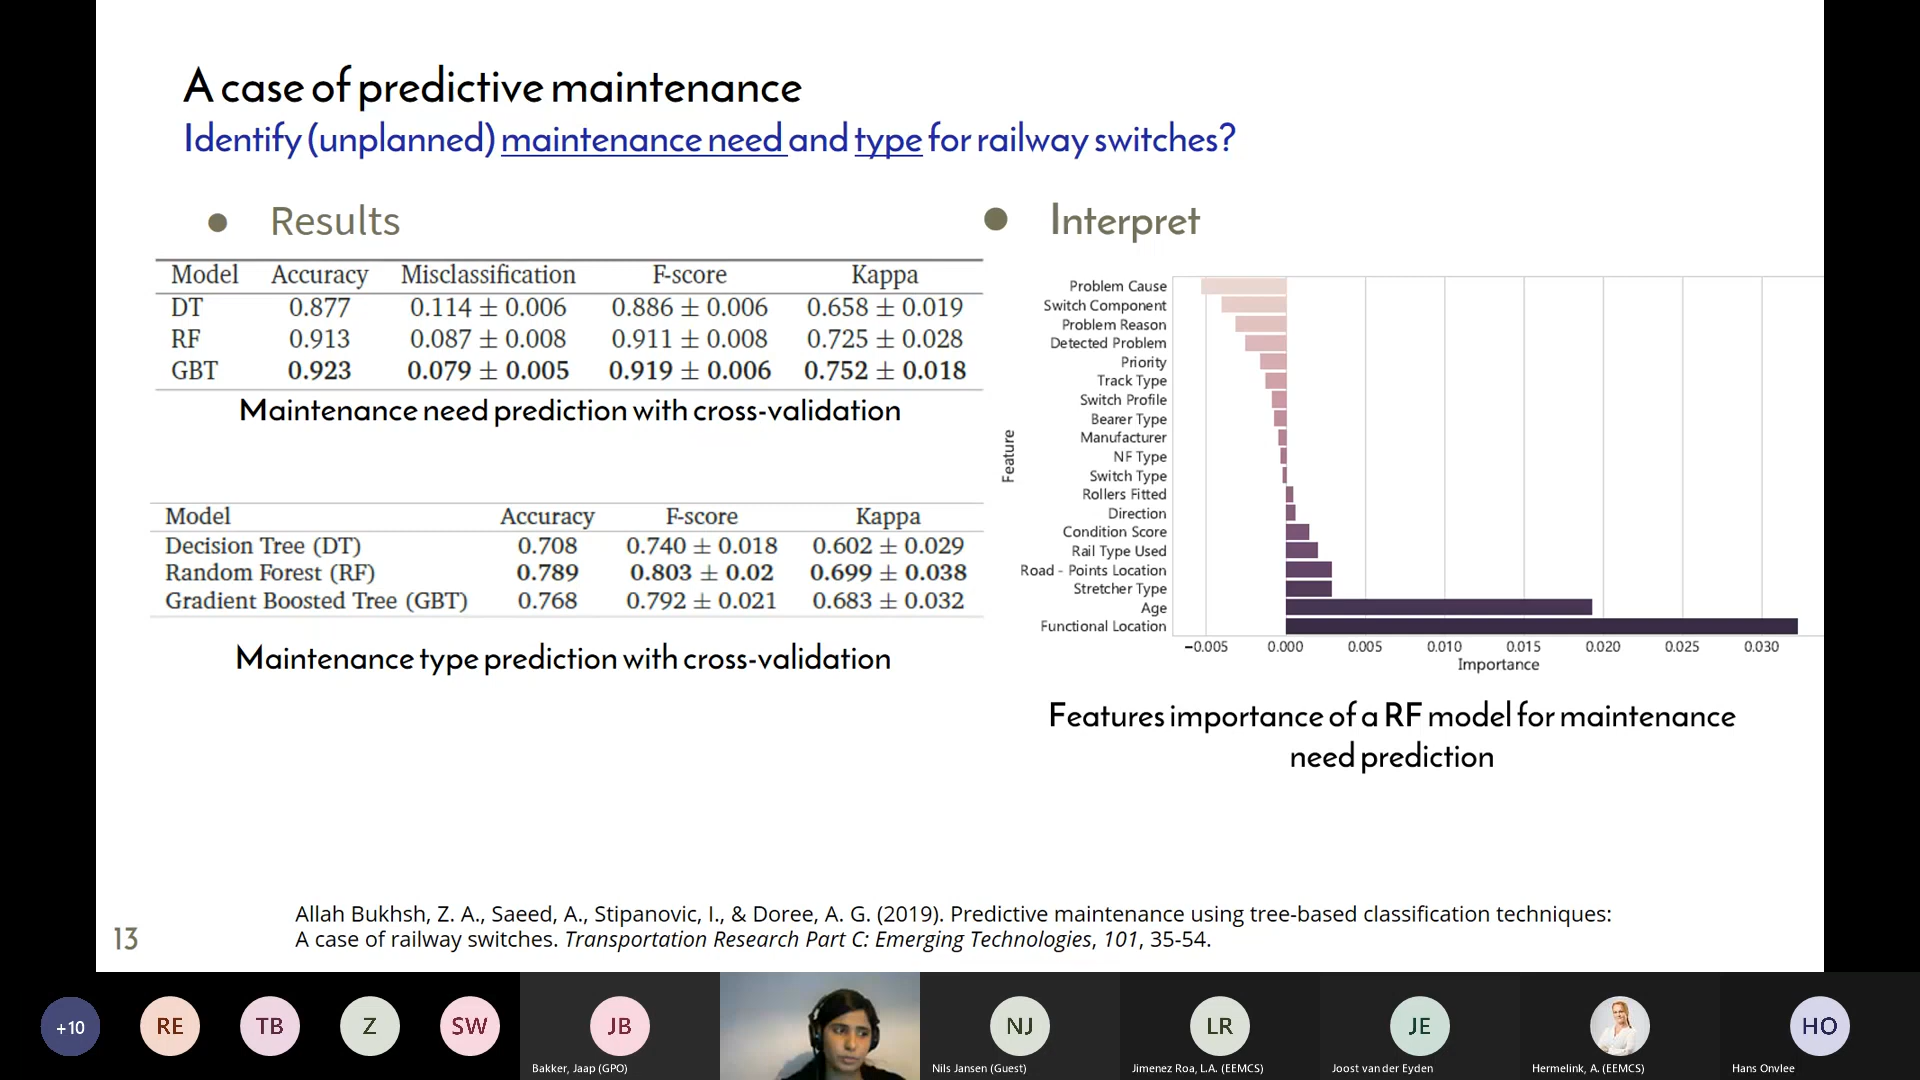 A case of predictive maintenance
Identify (unplanned) maintenance need and type for railway switches?
● Results
Model Accuracy Misclassification F-score Kappa
DT 0.877 0.114 ± 0.006 0.886 ± 0.006 0.658 ± 0.019
RF 0.913 0.087 ± 0.008 0.911 ± 0.008 0.725 ± 0.028
GBT 0.923 0.079 ± 0.005 0.919 ± 0.006 0.752 ± 0.018
Maintenance need prediction with cross-validation
Model Accuracy F-score Kappa
Decision Tree (DT) 0.708 0.740 ± 0.018 0.602 ± 0.029
Random Forest (RF) 0.789 0.803 ± 0.02 0.699 ± 0.038
Gradient Boosted Tree (GBT) 0.768 0.792 ± 0.021 0.683 ± 0.032
Maintenance type prediction with cross-validation
● Interpret
Feature
Problem Cause
Switch Component
Problem Reason
Detected Problem
Priority
Track Type
Switch Profile
Bearer Type
Manufacturer
NF Type
Switch Type
Rollers Fitted
Direction
Condition Score
Rail Type Used
Road - Points Location
Stretcher Type
Age
Functional Location
−0.005 0.000 0.005 0.010 0.015 0.020 0.025 0.030
Importance
Features importance of a RF model for maintenance
need prediction
Allah Bukhsh, Z. A., Saeed, A., Stipanovic, I., & Doree, A. G. (2019). Predictive maintenance using tree-based classification techniques:
A case of railway switches. Transportation Research Part C: Emerging Technologies, 101, 35-54.
13
+10 RE TB Z SW JB NJ LR JE HO
Bakker, Jaap (GPO) Nils Jansen (Guest) Jimenez Roa, L.A. (EEMCS) Joost van der Eyden Hermelink, A. (EEMCS) Hans Onvlee